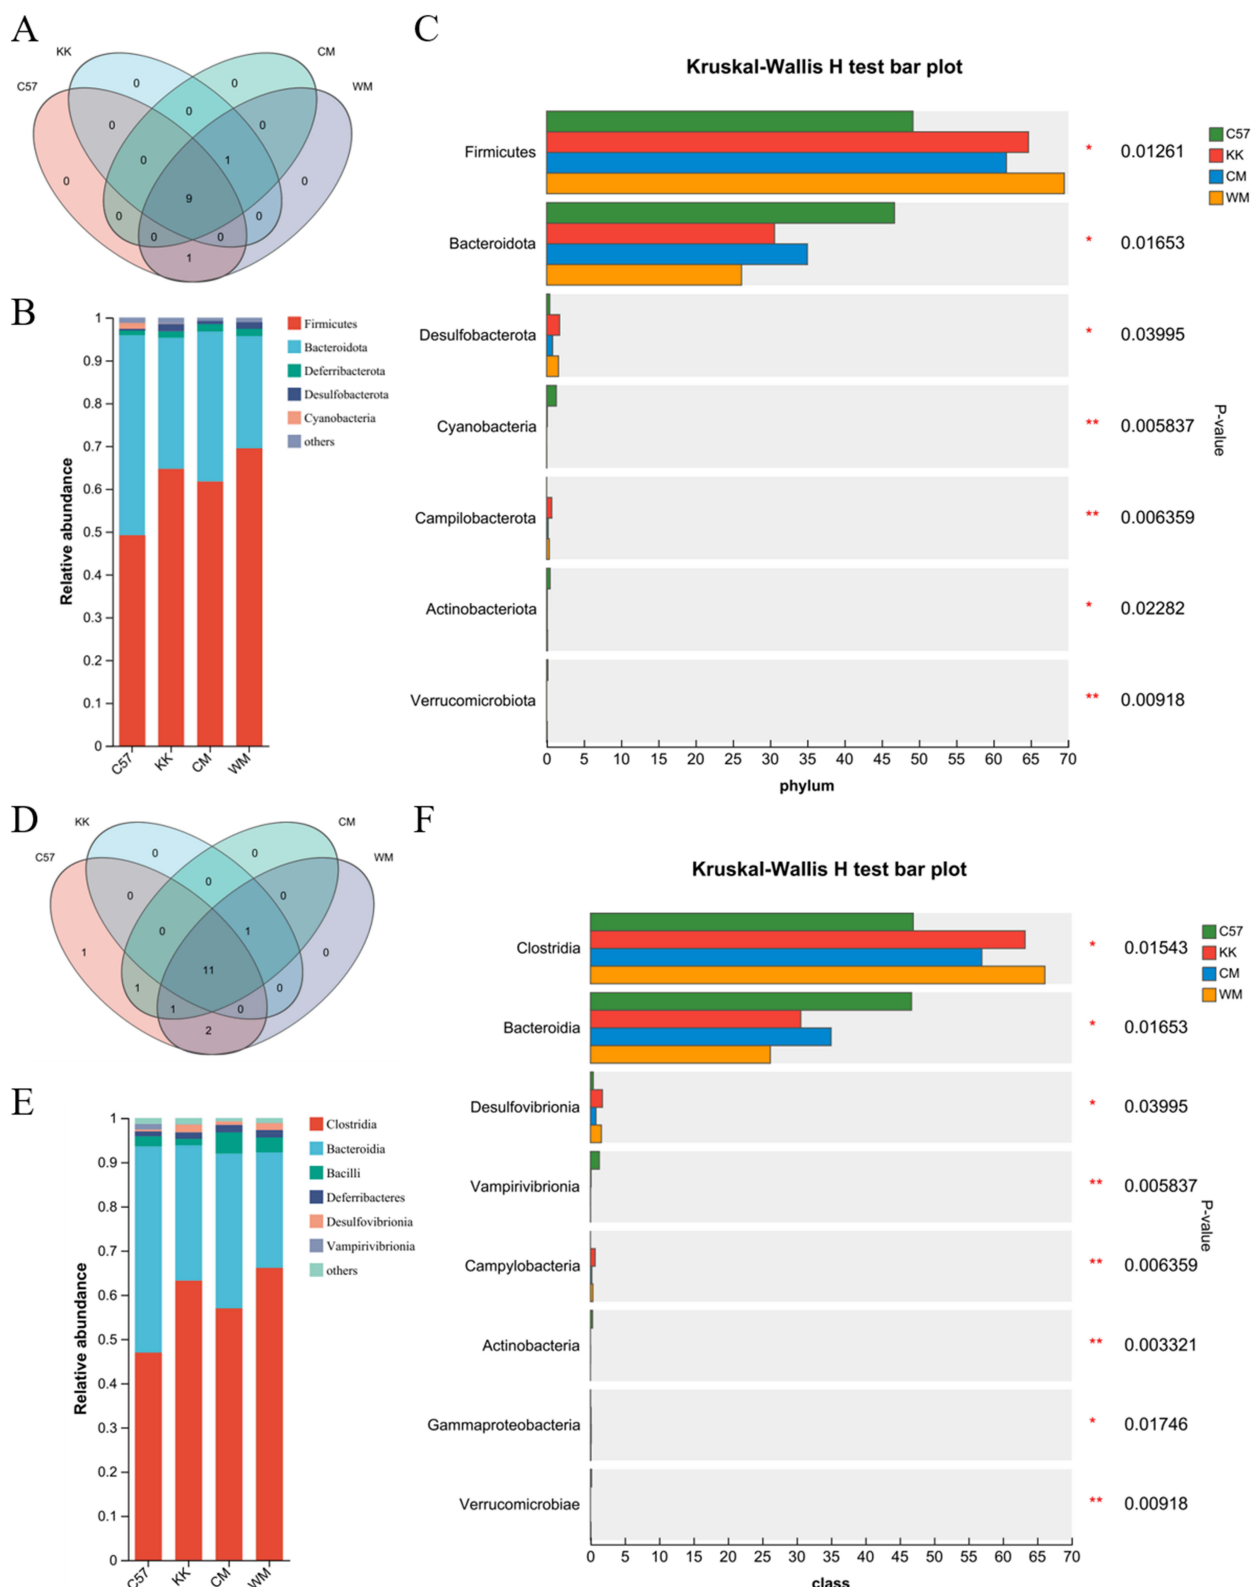 A
KK
CM
C57
WM
0
0
0
0
0
0
1
0
0
9
0
0
0
0
1
B
1
0.9
0.8
0.7
0.6
0.5
0.4
0.3
0.2
0.1
0
Relative abundance
C57
KK
CM
WM
Firmicutes
Bacteroidota
Deferribacterota
Desulfobacterota
Cyanobacteria
others
C
Kruskal-Wallis H test bar plot
C57
KK
CM
WM
Firmicutes * 0.01261
Bacteroidota * 0.01653
Desulfobacterota * 0.03995
Cyanobacteria ** 0.005837
Campilobacterota ** 0.006359
Actinobacteriota * 0.02282
Verrucomicrobiota ** 0.00918
P-value
0 5 10 15 20 25 30 35 40 45 50 55 60 65 70
phylum
D
KK
CM
C57
WM
0
0
0
0
0
1
0
1
0
11
1
0
1
0
2
E
1
0.9
0.8
0.7
0.6
0.5
0.4
0.3
0.2
0.1
0
Relative abundance
C57
KK
CM
WM
Clostridia
Bacteroidia
Bacilli
Deferribacteres
Desulfovibrionia
Vampirivibrionia
others
F
Kruskal-Wallis H test bar plot
C57
KK
CM
WM
Clostridia * 0.01543
Bacteroidia * 0.01653
Desulfovibrionia * 0.03995
Vampirivibrionia ** 0.005837
Campylobacteria ** 0.006359
Actinobacteria ** 0.003321
Gammaproteobacteria * 0.01746
Verrucomicrobiae ** 0.00918
P-value
0 5 10 15 20 25 30 35 40 45 50 55 60 65 70
class